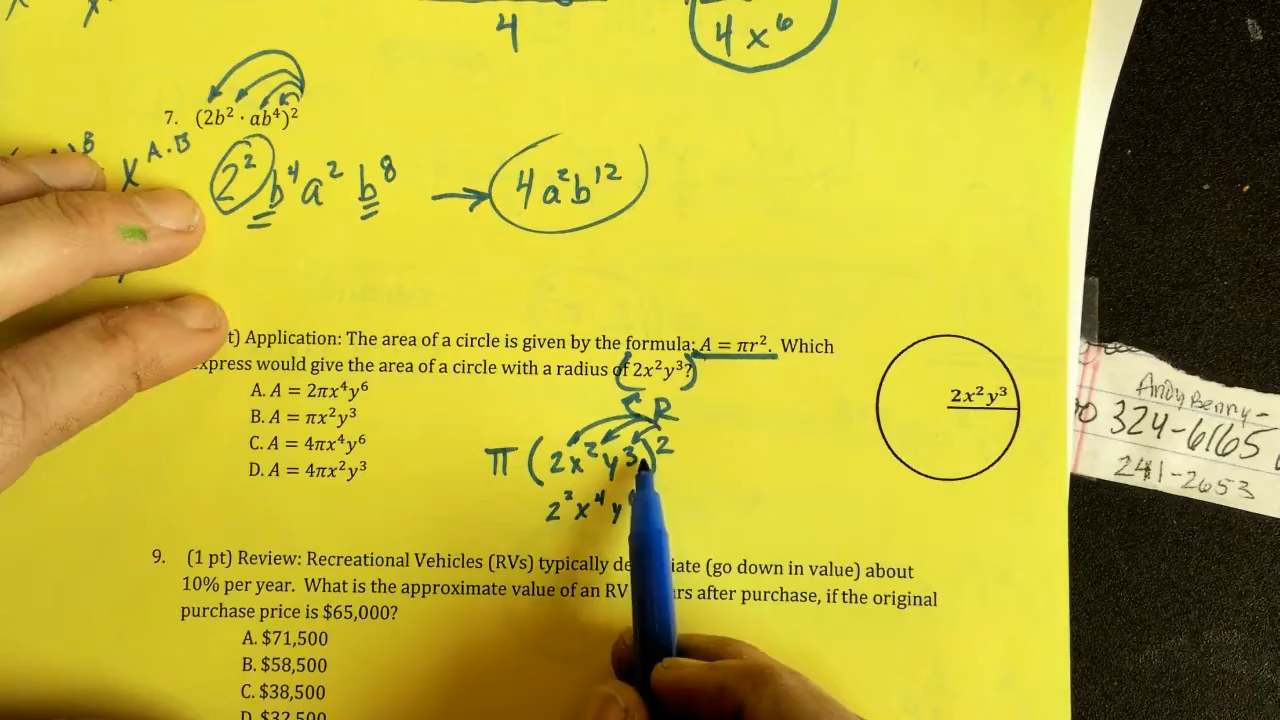 4
4x⁶
7. (2b² · ab⁴)²
x^A·B
2² b⁴ a² b⁸ → 4a²b¹²
t) Application: The area of a circle is given by the formula: A = πr². Which
xpress would give the area of a circle with a radius of (2x²y³?)
A. A = 2πx⁴y⁶
B. A = πx²y³
C. A = 4πx⁴y⁶
D. A = 4πx²y³
R
π (2x²y³)²
2²x⁴y
2x²y³
Andy Benny-
324-6165
241-2653
9. (1 pt) Review: Recreational Vehicles (RVs) typically de iate (go down in value) about
10% per year. What is the approximate value of an RV rs after purchase, if the original
purchase price is $65,000?
A. $71,500
B. $58,500
C. $38,500
D. $32,500